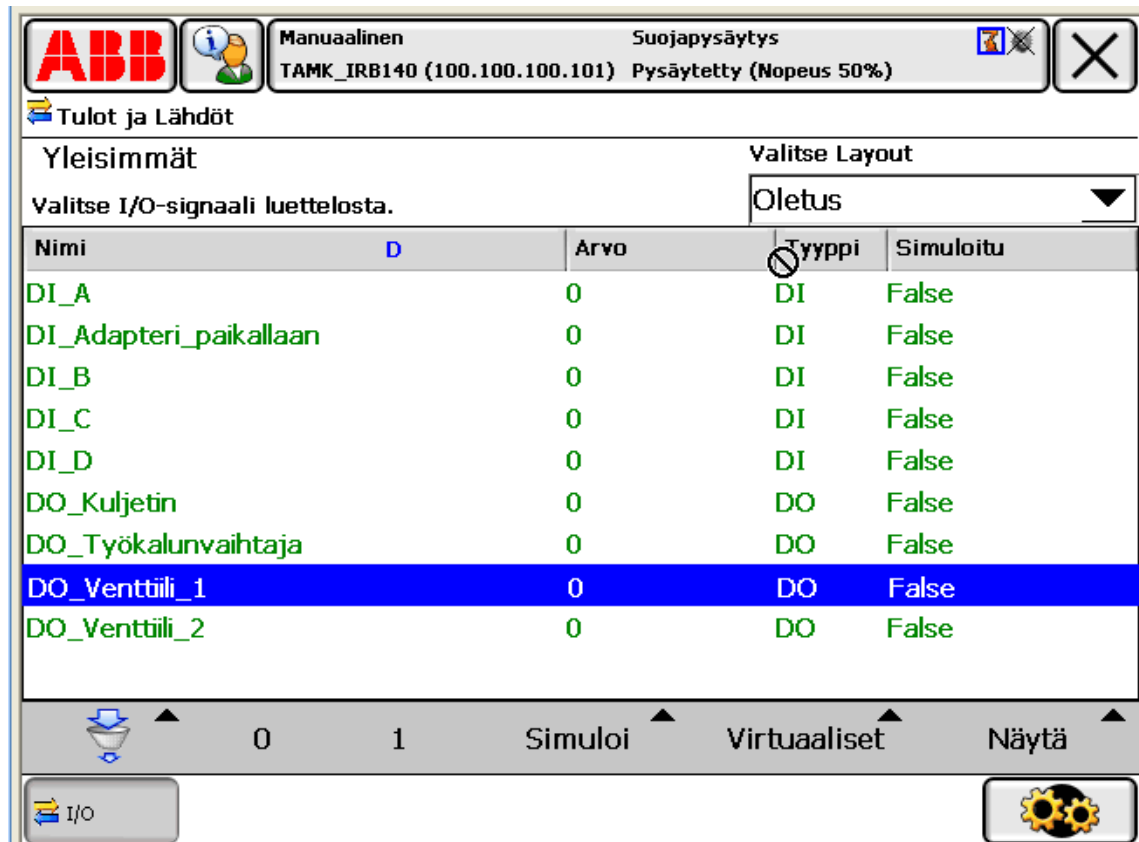 ABB
Manuaalinen Suojapysäytys
TAMK_IRB140 (100.100.100.101) Pysäytetty (Nopeus 50%)
Tulot ja Lähdöt
Yleisimmät
Valitse Layout
Valitse I/O-signaali luettelosta.
Oletus
Nimi D Arvo Tyyppi Simuloitu
DI_A 0 DI False
DI_Adapteri_paikallaan 0 DI False
DI_B 0 DI False
DI_C 0 DI False
DI_D 0 DI False
DO_Kuljetin 0 DO False
DO_Työkalunvaihtaja 0 DO False
DO_Venttiili_1 0 DO False
DO_Venttiili_2 0 DO False
0 1 Simuloi Virtuaaliset Näytä
I/O